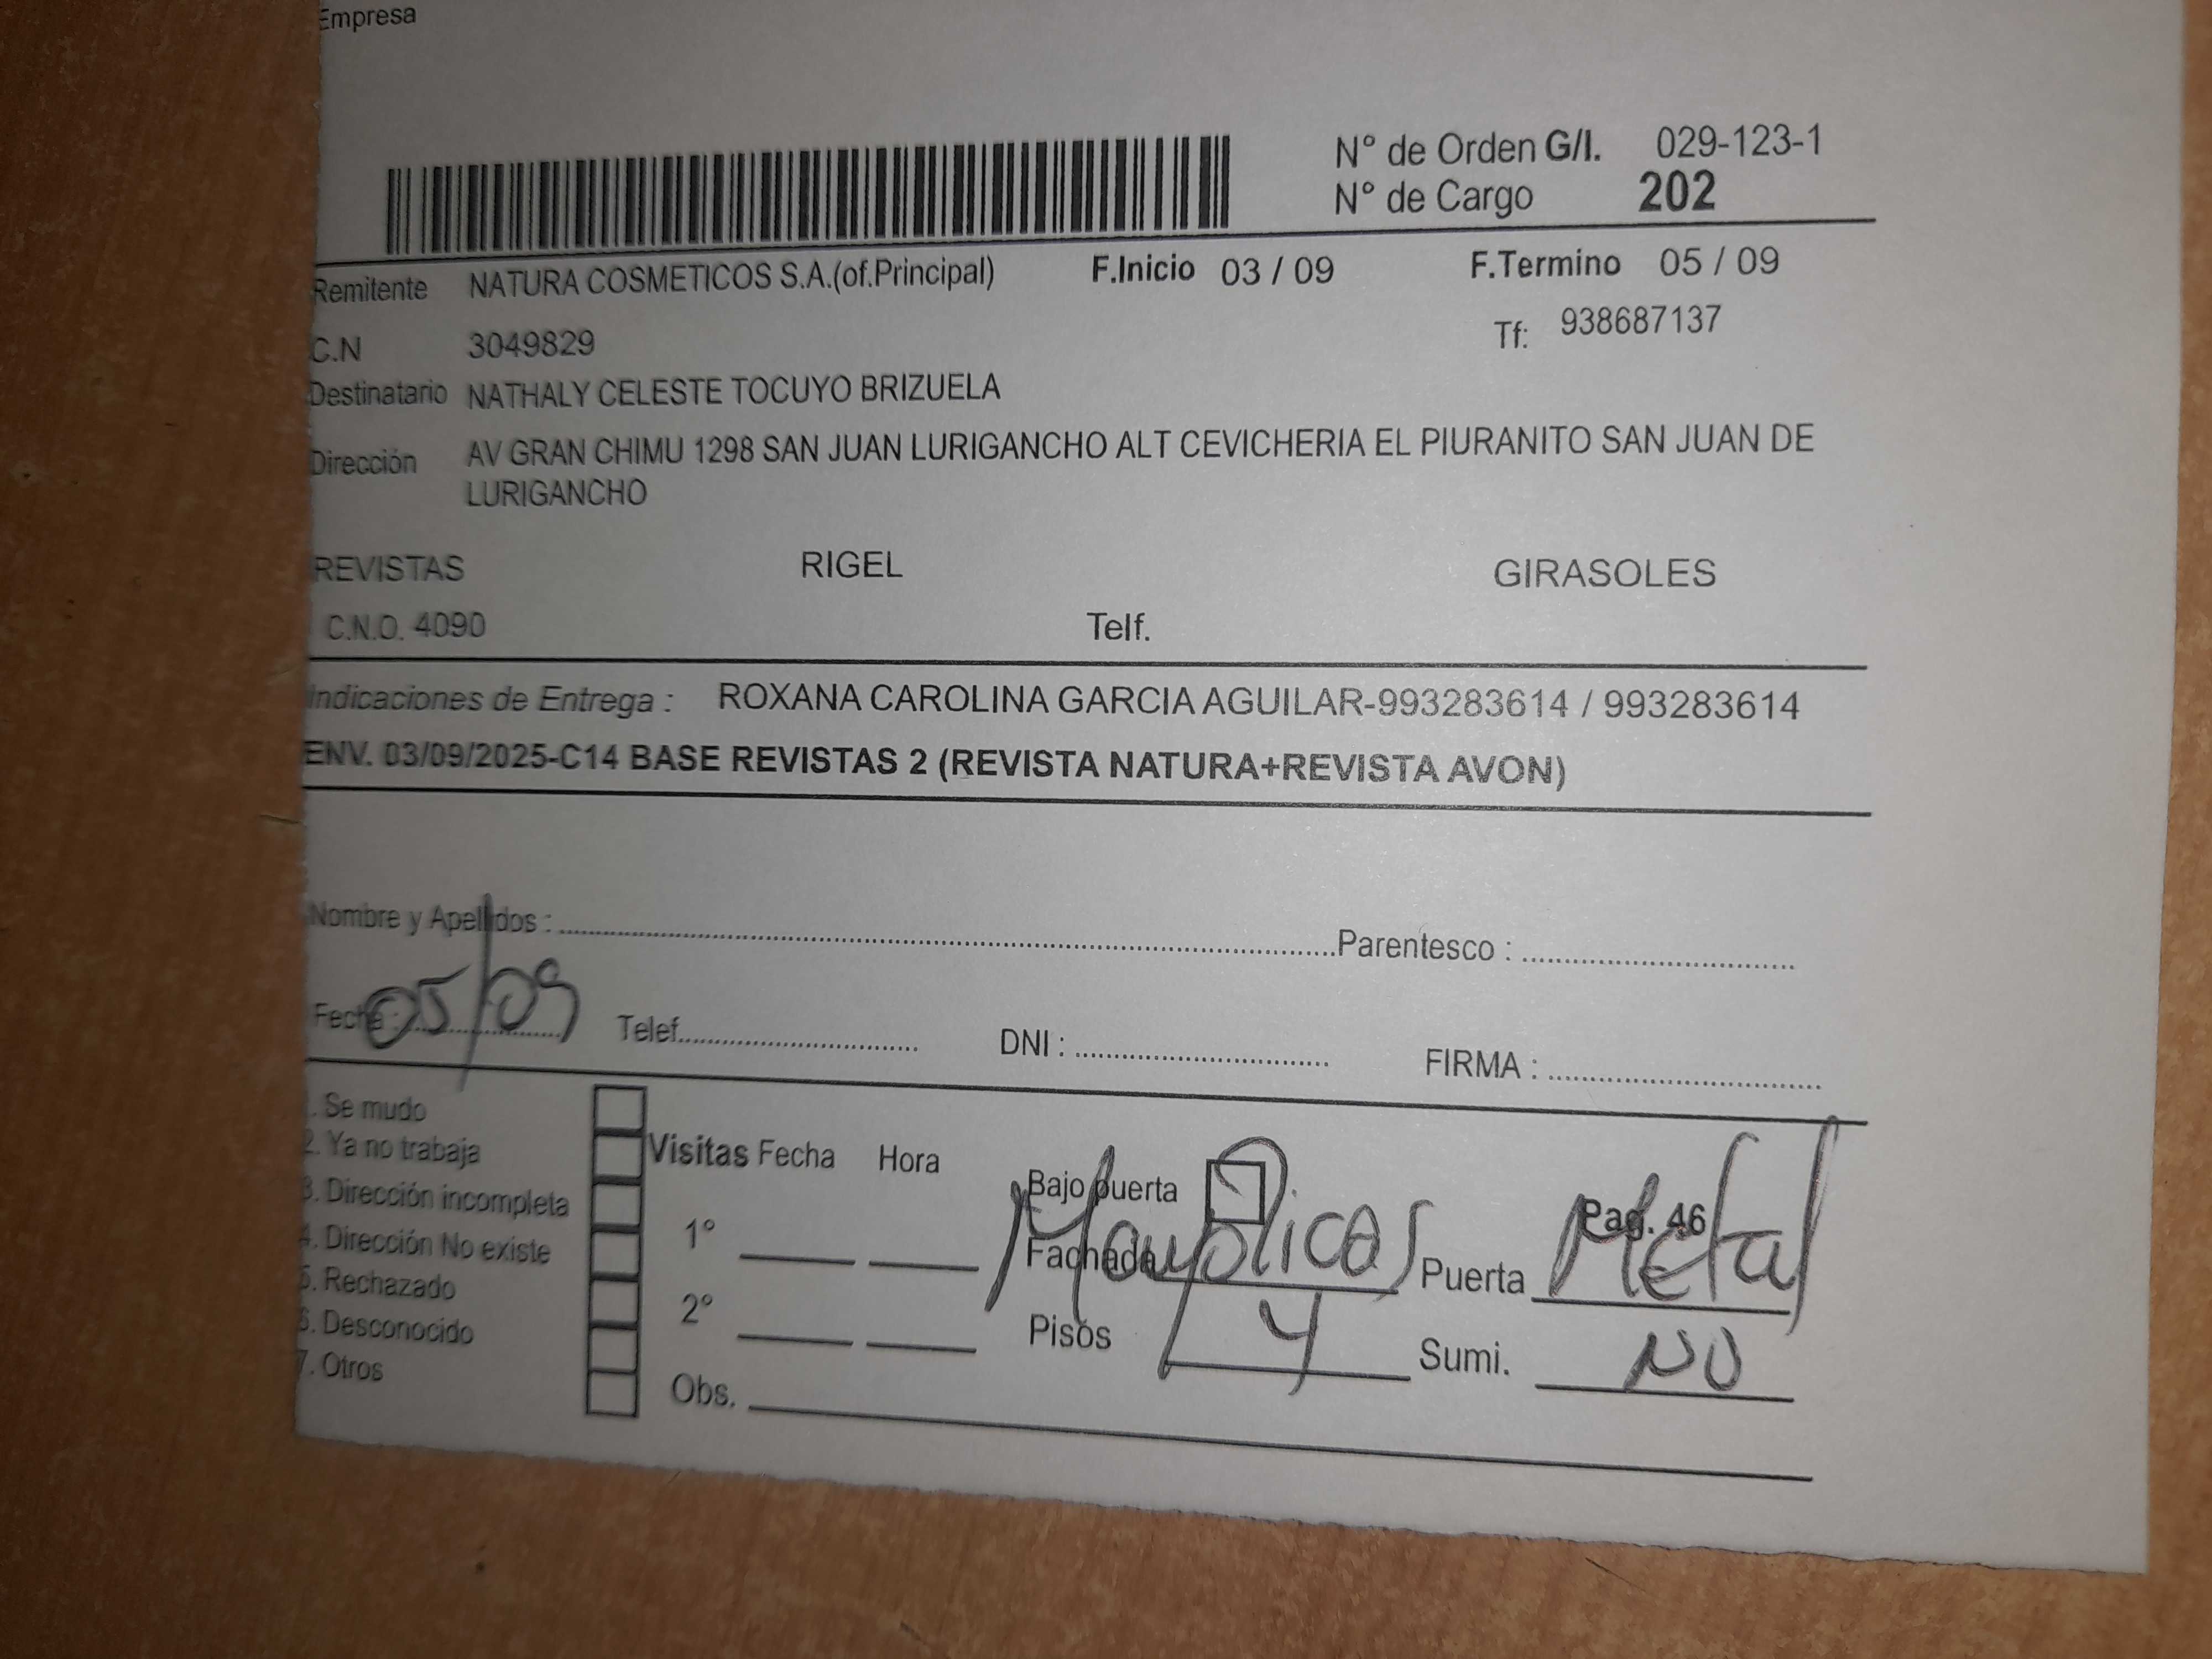 Empresa
N° de Orden G/I. 029-123-1
N° de Cargo 202
Remitente NATURA COSMETICOS S.A.(of.Principal) F.Inicio 03 / 09 F.Termino 05 / 09
C.N 3049829 Tf: 938687137
Destinatario NATHALY CELESTE TOCUYO BRIZUELA
Dirección AV GRAN CHIMU 1298 SAN JUAN LURIGANCHO ALT CEVICHERIA EL PIURANITO SAN JUAN DE
LURIGANCHO
REVISTAS RIGEL GIRASOLES
C.N.O. 4090 Telf.
Indicaciones de Entrega : ROXANA CAROLINA GARCIA AGUILAR-993283614 / 993283614
ENV. 03/09/2025-C14 BASE REVISTAS 2 (REVISTA NATURA+REVISTA AVON)
Nombre y Apellidos : Parentesco :
Fecha : 05/09 Telef. DNI : FIRMA :
. Se mudo
2. Ya no trabaja Visitas Fecha Hora Bajo puerta Pag. 46
3. Dirección incompleta
4. Dirección No existe 1° Fachada Mayolicas Puerta Metal
5. Rechazado
6. Desconocido 2° Pisos 4 Sumi. NO
7. Otros Obs.